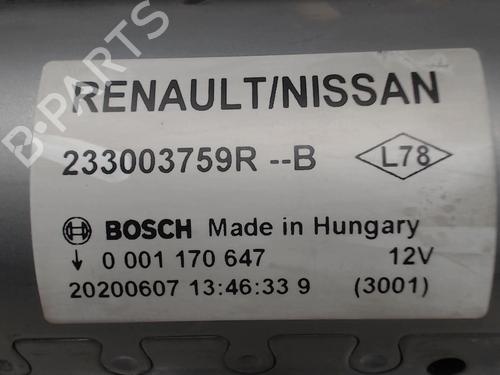 B-PARTS
RENAULT/NISSAN
233003759R --B L78
BOSCH Made in Hungary
↓ 0 001 170 647 12V
20200607 13:46:33 9 (3001)